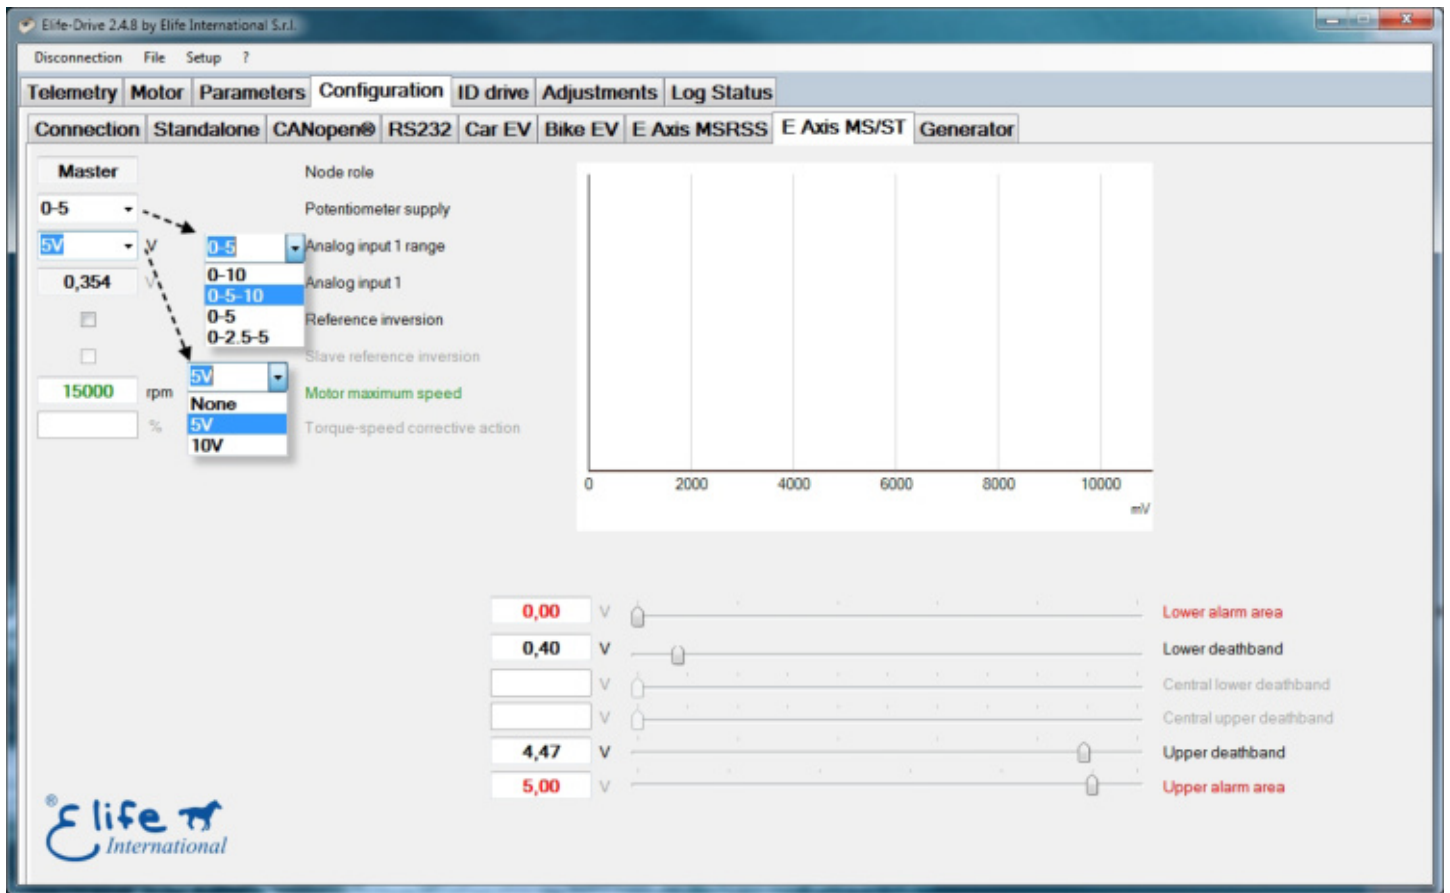 Elife-Drive 2.4.8 by Elife International S.r.l.
Disconnection File Setup ?
Telemetry Motor Parameters Configuration ID drive Adjustments Log Status
Connection Standalone CANopen® RS232 Car EV Bike EV E Axis MSRSS E Axis MS/ST Generator
Master Node role
0-5 Potentiometer supply
5V V 0-5 Analog input 1 range
0-10
0,354 V Analog input 1
0-5-10
0-5 Reference inversion
0-2.5-5
Slave reference inversion
5V
15000 rpm Motor maximum speed
None
% 5V Torque-speed corrective action
10V
0 2000 4000 6000 8000 10000
mV
0,00 V Lower alarm area
0,40 V Lower deathband
V Central lower deathband
V Central upper deathband
4,47 V Upper deathband
5,00 V Upper alarm area
® Elife
International